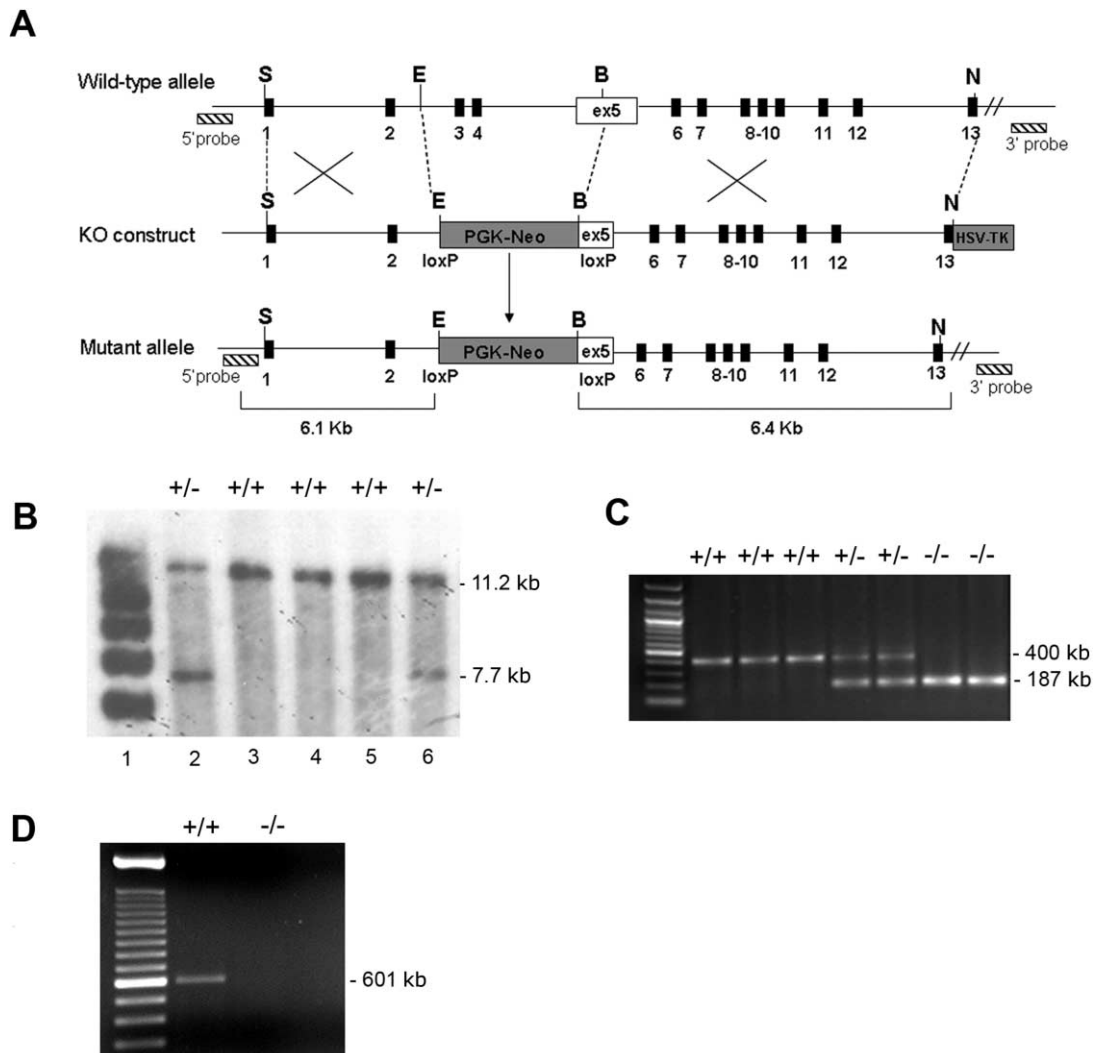 A
Wild-type allele
S E B N
ex5
5'probe
1 2 3 4 6 7 8-10 11 12 13
3' probe
KO construct
S E B N
PGK-Neo ex5 HSV-TK
1 2 loxP loxP 6 7 8-10 11 12 13
Mutant allele
S E B N
PGK-Neo ex5
5'probe
1 2 loxP loxP 6 7 8-10 11 12 13
3' probe
6.1 Kb 6.4 Kb
B
+/- +/+ +/+ +/+ +/-
- 11.2 kb
- 7.7 kb
1 2 3 4 5 6
C
+/+ +/+ +/+ +/- +/- -/- -/-
- 400 kb
- 187 kb
D
+/+ -/-
- 601 kb